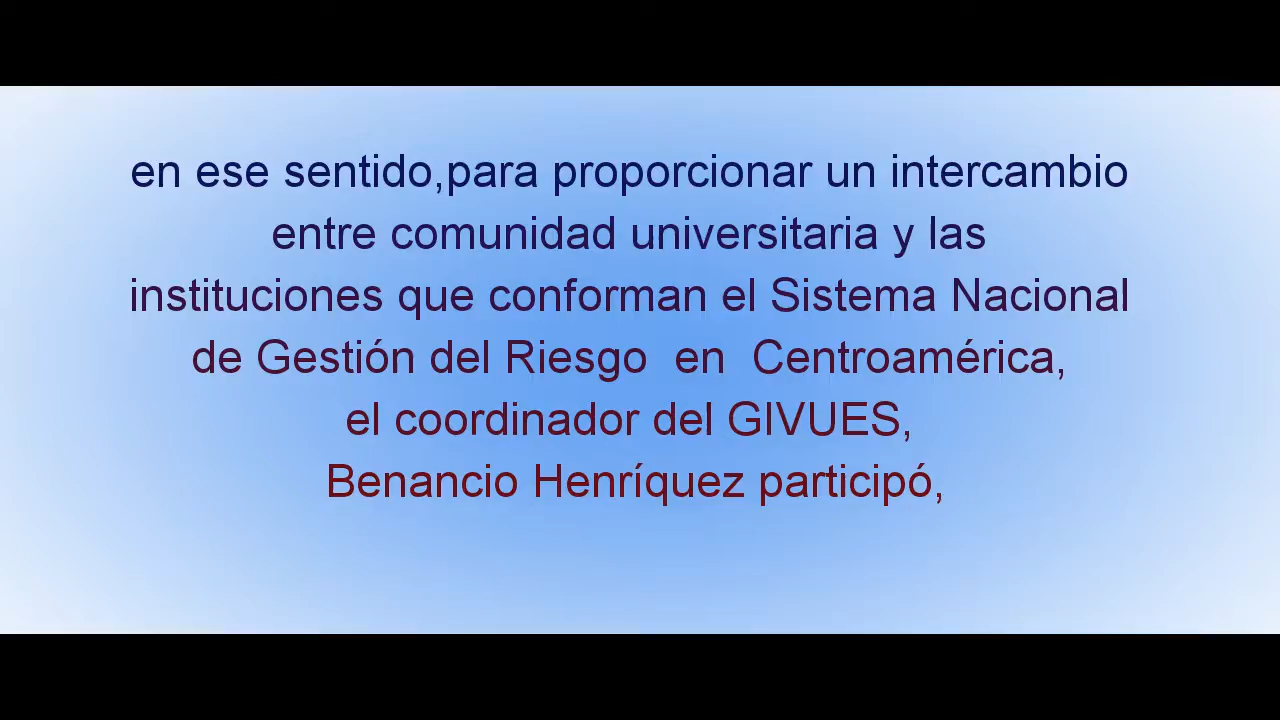 en ese sentido,para proporcionar un intercambio
entre comunidad universitaria y las
instituciones que conforman el Sistema Nacional
de Gestión del Riesgo  en  Centroamérica,
el coordinador del GIVUES,
Benancio Henríquez participó,